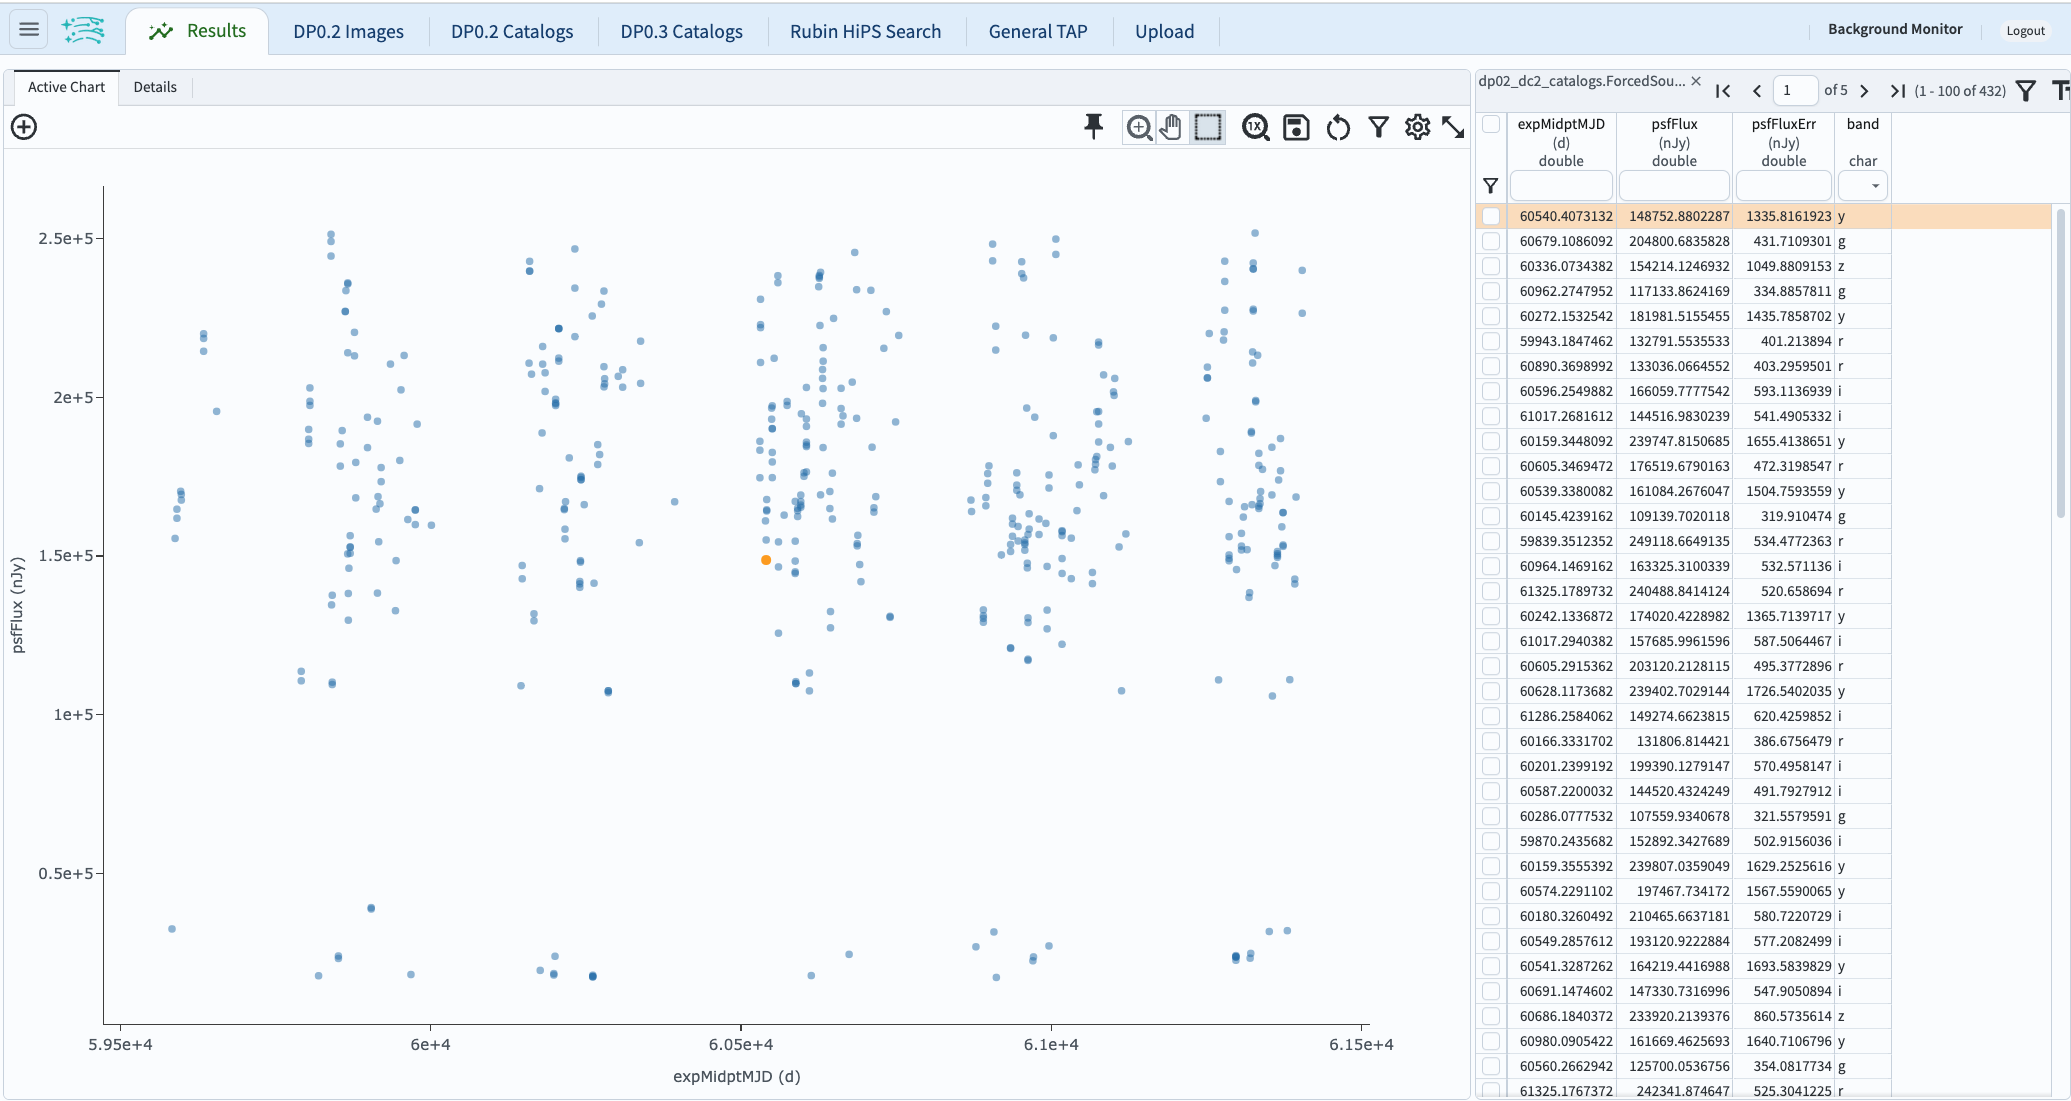 Results DP0.2 Images DP0.2 Catalogs DP0.3 Catalogs Rubin HiPS Search General TAP Upload Background Monitor Logout
Active Chart Details
1X
2.5e+5
2e+5
1.5e+5
1e+5
0.5e+5
psfFlux (nJy)
5.95e+4 6e+4 6.05e+4 6.1e+4 6.15e+4
expMidptMJD (d)
dp02_dc2_catalogs.ForcedSou... 1 of 5 (1 - 100 of 432)
expMidptMJD psfFlux psfFluxErr band
(d) (nJy) (nJy)
double double double char
60540.4073132 148752.8802287 1335.8161923 y
60679.1086092 204800.6835828 431.7109301 g
60336.0734382 154214.1246932 1049.8809153 z
60962.2747952 117133.8624169 334.8857811 g
60272.1532542 181981.5155455 1435.7858702 y
59943.1847462 132791.5535533 401.213894 r
60890.3698992 133036.0664552 403.2959501 r
60596.2549882 166059.7777542 593.1136939 i
61017.2681612 144516.9830239 541.4905332 i
60159.3448092 239747.8150685 1655.4138651 y
60605.3469472 176519.6790163 472.3198547 r
60539.3380082 161084.2676047 1504.7593559 y
60145.4239162 109139.7020118 319.910474 g
59839.3512352 249118.6649135 534.4772363 r
60964.1469162 163325.3100339 532.571136 i
61325.1789732 240488.8414124 520.658694 r
60242.1336872 174020.4228982 1365.7139717 y
61017.2940382 157685.9961596 587.5064467 i
60605.2915362 203120.2128115 495.3772896 r
60628.1173682 239402.7029144 1726.5402035 y
61286.2584062 149274.6623815 620.4259852 i
60166.3331702 131806.814421 386.6756479 r
60201.2399192 199390.1279147 570.4958147 i
60587.2200032 144520.4324249 491.7927912 i
60286.0777532 107559.9340678 321.5579591 g
59870.2435682 152892.3427689 502.9156036 i
60159.3555392 239807.0359049 1629.2525616 y
60574.2291102 197467.734172 1567.5590065 y
60180.3260492 210465.6637181 580.7220729 i
60549.2857612 193120.9222884 577.2082499 i
60541.3287262 164219.4416988 1693.5839829 y
60691.1474602 147330.7316996 547.9050894 i
60686.1840372 233920.2139376 860.5735614 z
60980.0905422 161669.4625693 1640.7106796 y
60560.2662942 125700.0536756 354.0817734 g
61325.1767372 242341.874647 525.3041225 r